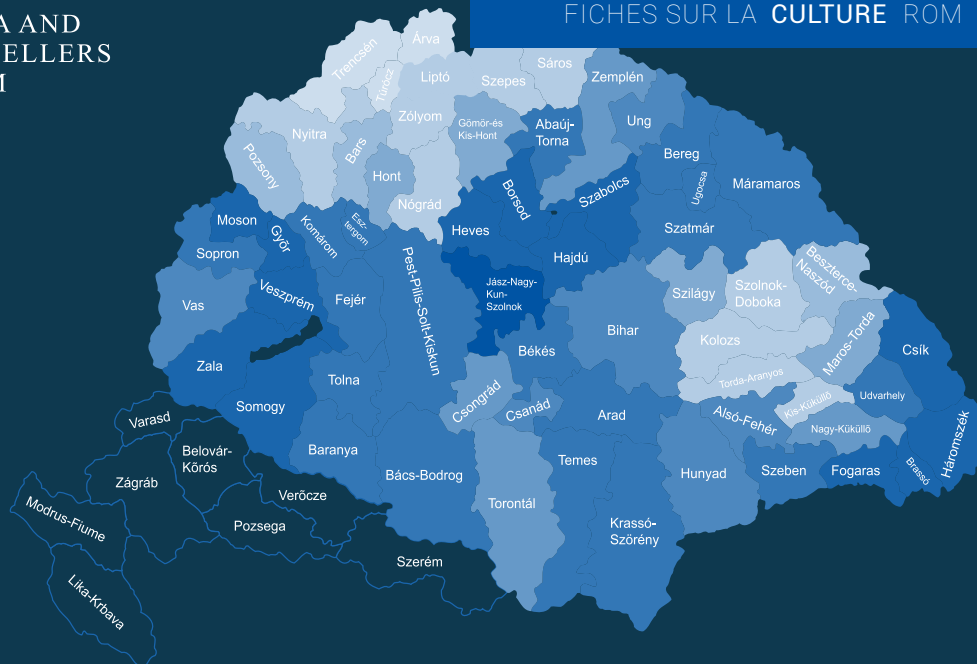 A AND
ELLERS
M
FICHES SUR LA CULTURE ROM
Árva
Trencsén
Turócz
Liptó
Szepes
Sáros
Zemplén
Nyitra
Bars
Zólyom
Gömör-és
Kis-Hont
Abaúj-
Torna
Ung
Pozsony
Hont
Bereg
Ugocsa
Máramaros
Nógrád
Borsod
Szabolcs
Moson
Győr
Komárom
Esz-
tergom
Heves
Szatmár
Sopron
Pest-Pilis-Solt-Kiskun
Hajdú
Vas
Veszprém
Fejér
Jász-Nagy-
Kun-
Szolnok
Szilágy
Szolnok-
Doboka
Besztercze-
Naszód
Bihar
Kolozs
Maros-Torda
Csík
Zala
Békés
Tolna
Torda-Aranyos
Somogy
Csongrád
Csanád
Arad
Alsó-Fehér
Kis-Küküllő
Udvarhely
Varasd
Nagy-Küküllő
Háromszék
Belovár-
Kõrós
Baranya
Bács-Bodrog
Temes
Hunyad
Szeben
Fogaras
Brassó
Zágráb
Verõcze
Torontál
Modrus-Fiume
Pozsega
Krassó-
Szörény
Szerém
Lika-Krbava